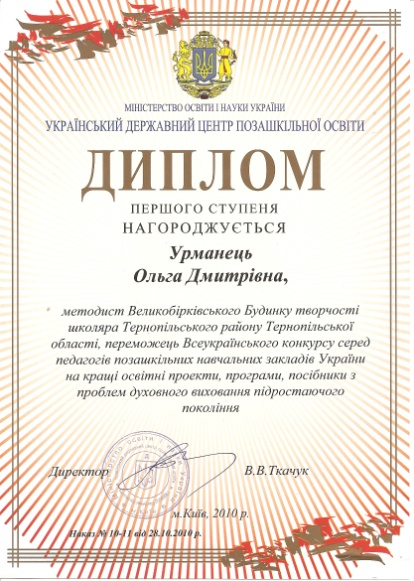 МІНІСТЕРСТВО ОСВІТИ І НАУКИ УКРАЇНИ
УКРАЇНСЬКИЙ ДЕРЖАВНИЙ ЦЕНТР ПОЗАШКІЛЬНОЇ ОСВІТИ
ДИПЛОМ
ПЕРШОГО СТУПЕНЯ
НАГОРОДЖУЄТЬСЯ
Урманець
Ольга Дмитрівна,
методист Великобірківського Будинку творчості
школяра Тернопільського району Тернопільської
області, переможець Всеукраїнського конкурсу серед
педагогів позашкільних навчальних закладів України
на кращі освітні проекти, програми, посібники з
проблем духовного виховання підростаючого
покоління
Директор
В.В.Ткачук
м.Київ, 2010 р.
Наказ № 10-11 від 28.10.2010 р.